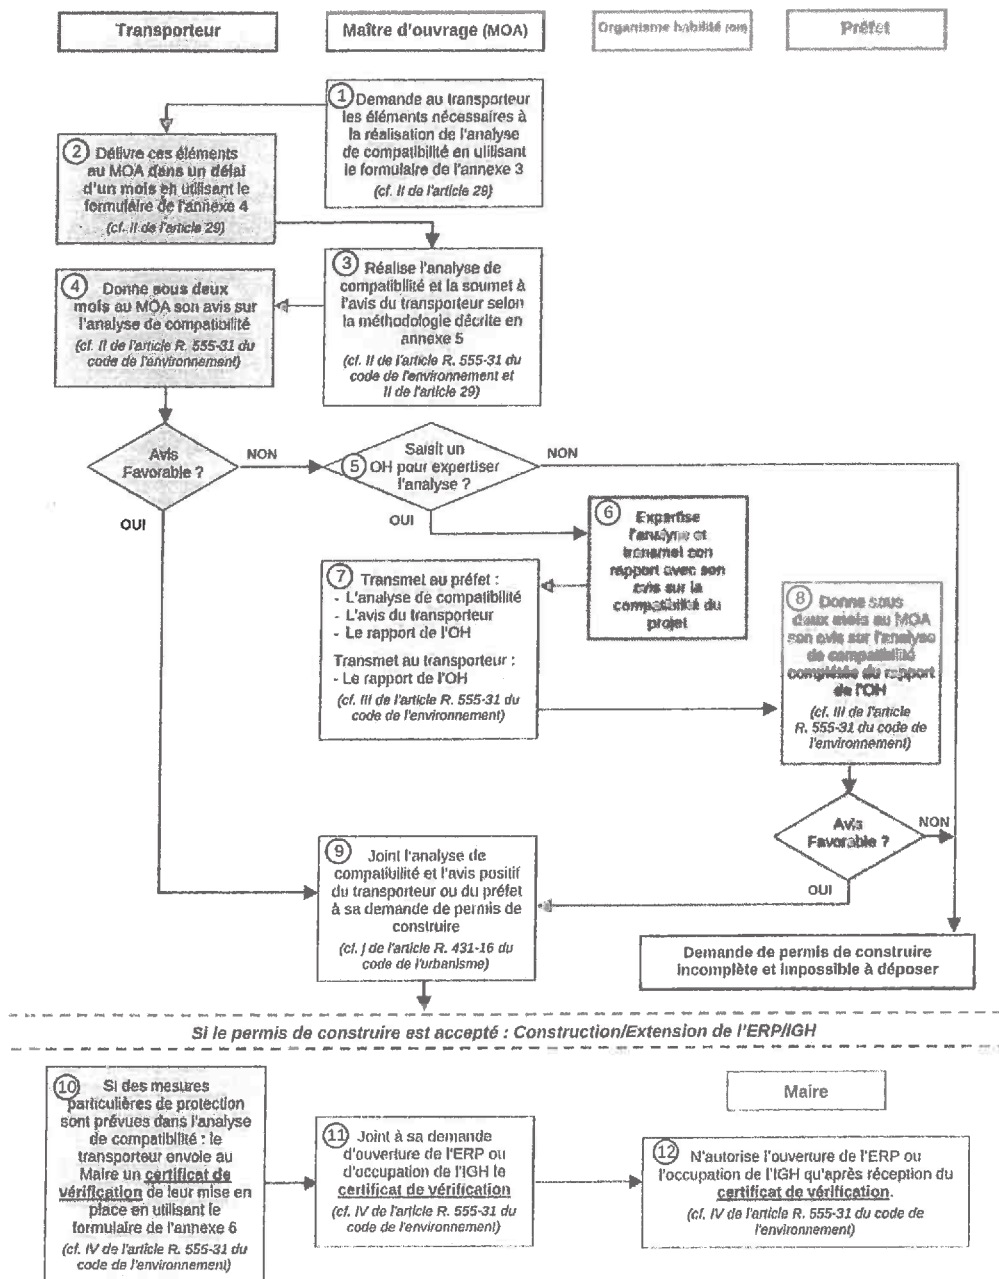 Transporteur
Maître d'ouvrage (MOA)
Organisme habilité (OH)
Préfet
1 Demande au transporteur
les éléments nécessaires à
la réalisation de l'analyse
de compatibilité en utilisant
le formulaire de l'annexe 3
(cf. II de l'article 29)
2 Délivre ces éléments
au MOA dans un délai
d'un mois en utilisant le
formulaire de l'annexe 4
(cf. II de l'article 29)
3 Réalise l'analyse de
compatibilité et la soumet à
l'avis du transporteur selon
la méthodologie décrite en
annexe 5
(cf. II de l'article R. 555-31 du
code de l'environnement et
II de l'article 29)
4 Donne sous deux
mois au MOA son avis sur
l'analyse de compatibilité
(cf. II de l'article R. 555-31 du
code de l'environnement)
Avis
Favorable ?
NON
OUI
Saisit un
5 OH pour expertiser
l'analyse ?
NON
OUI
6 Expertise
l'analyse et
transmet son
rapport avec son
avis sur la
compatibilité du
projet
7 Transmet au préfet :
- L'analyse de compatibilité
- L'avis du transporteur
- Le rapport de l'OH
Transmet au transporteur :
- Le rapport de l'OH
(cf. III de l'article R. 555-31 du
code de l'environnement)
8 Donne sous
deux mois au MOA
son avis sur l'analyse
de compatibilité
complétée du rapport
de l'OH
(cf. III de l'article
R. 555-31 du code de
l'environnement)
Avis
Favorable ?
NON
OUI
9 Joint l'analyse de
compatibilité et l'avis positif
du transporteur ou du préfet
à sa demande de permis de
construire
(cf. j de l'article R. 431-16 du
code de l'urbanisme)
Demande de permis de construire
incomplète et impossible à déposer
Si le permis de construire est accepté : Construction/Extension de l'ERP/IGH
10 Si des mesures
particulières de protection
sont prévues dans l'analyse
de compatibilité : le
transporteur envoie au
Maire un certificat de
vérification de leur mise en
place en utilisant le
formulaire de l'annexe 6
(cf. IV de l'article R. 555-31 du
code de l'environnement)
11 Joint à sa demande
d'ouverture de l'ERP ou
d'occupation de l'IGH le
certificat de vérification
(cf. IV de l'article R. 555-31 du
code de l'environnement)
Maire
12 N'autorise l'ouverture de l'ERP ou
l'occupation de l'IGH qu'après réception du
certificat de vérification.
(cf. IV de l'article R. 555-31 du code de
l'environnement)